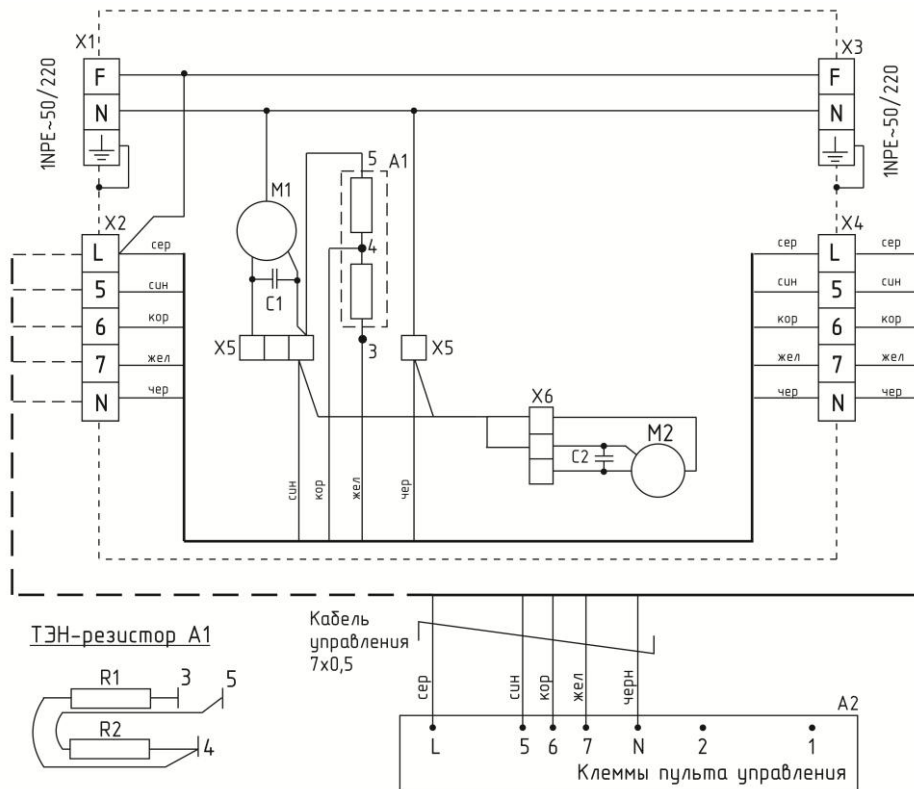 X1
X3
F
F
1NPE~50/220
N
N
1NPE~50/220
5
A1
M1
X2
4
X4
L
сер
сер
L
сер
5
син
C1
син
5
син
6
кор
кор
6
кор
X5
3
X5
7
жел
жел
7
жел
X6
N
чер
чер
N
чер
M2
C2
син
кор
жел
чер
ТЭН-резистор А1
Кабель
управления
7x0,5
R1
3
5
R2
4
сер
син
кор
жел
черн
A2
L
5
6
7
N
2
1
Клеммы пульта управления